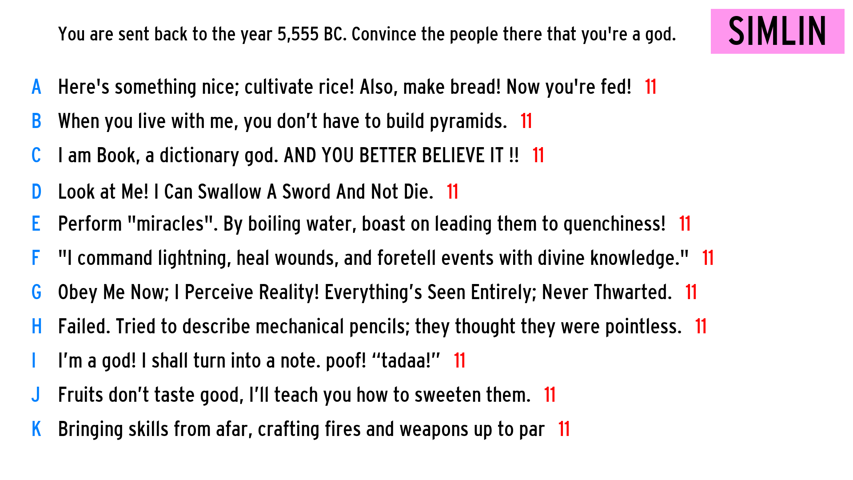 You are sent back to the year 5,555 BC. Convince the people there that you're a god.
SIMLIN
A Here's something nice; cultivate rice! Also, make bread! Now you're fed! 11
B When you live with me, you don’t have to build pyramids. 11
C I am Book, a dictionary god. AND YOU BETTER BELIEVE IT !! 11
D Look at Me! I Can Swallow A Sword And Not Die. 11
E Perform "miracles". By boiling water, boast on leading them to quenchiness! 11
F "I command lightning, heal wounds, and foretell events with divine knowledge." 11
G Obey Me Now; I Perceive Reality! Everything’s Seen Entirely; Never Thwarted. 11
H Failed. Tried to describe mechanical pencils; they thought they were pointless. 11
I I’m a god! I shall turn into a note. poof! “tadaa!” 11
J Fruits don’t taste good, I’ll teach you how to sweeten them. 11
K Bringing skills from afar, crafting fires and weapons up to par 11